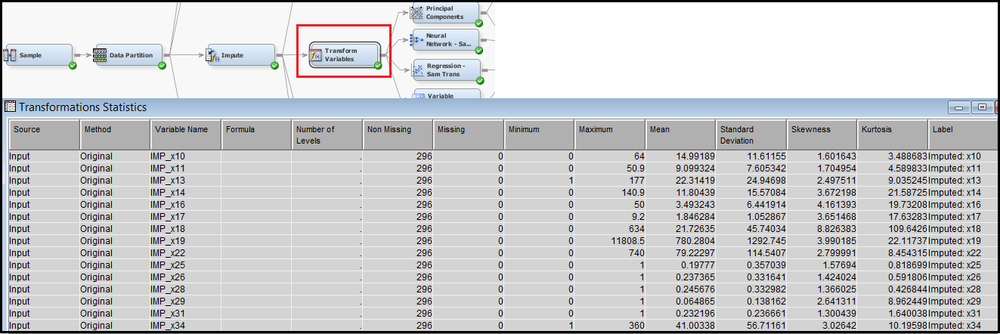 Sample
Data Partition
Impute
Transform
Variables
Principal
Components
Neural
Network - Sa...
Regression -
Sam Trans
Variable
Transformations Statistics
Source Method Variable Name Formula Number of Levels Non Missing Missing Minimum Maximum Mean Standard Deviation Skewness Kurtosis Label
Input Original IMP_x10 . 296 0 0 64 14.99189 11.61155 1.601643 3.488683 Imputed: x10
Input Original IMP_x11 . 296 0 0 50.9 9.099324 7.605342 1.704954 4.589833 Imputed: x11
Input Original IMP_x13 . 296 0 1 177 22.31419 24.94698 2.497511 9.035245 Imputed: x13
Input Original IMP_x14 . 296 0 0 140.9 11.80439 15.57084 3.672198 21.58725 Imputed: x14
Input Original IMP_x16 . 296 0 0 50 3.493243 6.441914 4.161393 19.73208 Imputed: x16
Input Original IMP_x17 . 296 0 0 9.2 1.846284 1.052867 3.651468 17.63283 Imputed: x17
Input Original IMP_x18 . 296 0 0 634 21.72635 45.74034 8.826383 109.6426 Imputed: x18
Input Original IMP_x19 . 296 0 0 11808.5 780.2804 1292.745 3.990185 22.11737 Imputed: x19
Input Original IMP_x22 . 296 0 0 740 79.22297 114.5407 2.799991 8.454315 Imputed: x22
Input Original IMP_x25 . 296 0 0 1 0.19777 0.357039 1.57694 0.818699 Imputed: x25
Input Original IMP_x26 . 296 0 0 1 0.237365 0.331641 1.424024 0.591806 Imputed: x26
Input Original IMP_x28 . 296 0 0 1 0.245676 0.332982 1.366025 0.426844 Imputed: x28
Input Original IMP_x29 . 296 0 0 1 0.064865 0.138162 2.641311 8.962449 Imputed: x29
Input Original IMP_x31 . 296 0 0 1 0.232196 0.236661 1.300439 1.640038 Imputed: x31
Input Original IMP_x34 . 296 0 1 360 41.00338 56.71161 3.02642 10.19598 Imputed: x34